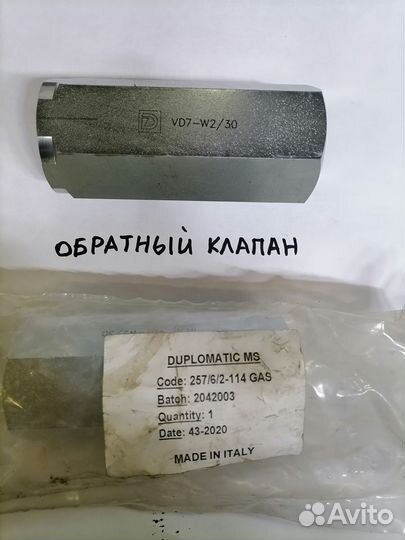 VD7-W2/30
ОБРАТНЫЙ КЛАПАН
DUPLOMATIC MS
Code: 257/6/2-114 GAS
Batch: 2042003
Quantity: 1
Date: 43-2020
MADE IN ITALY
Avito